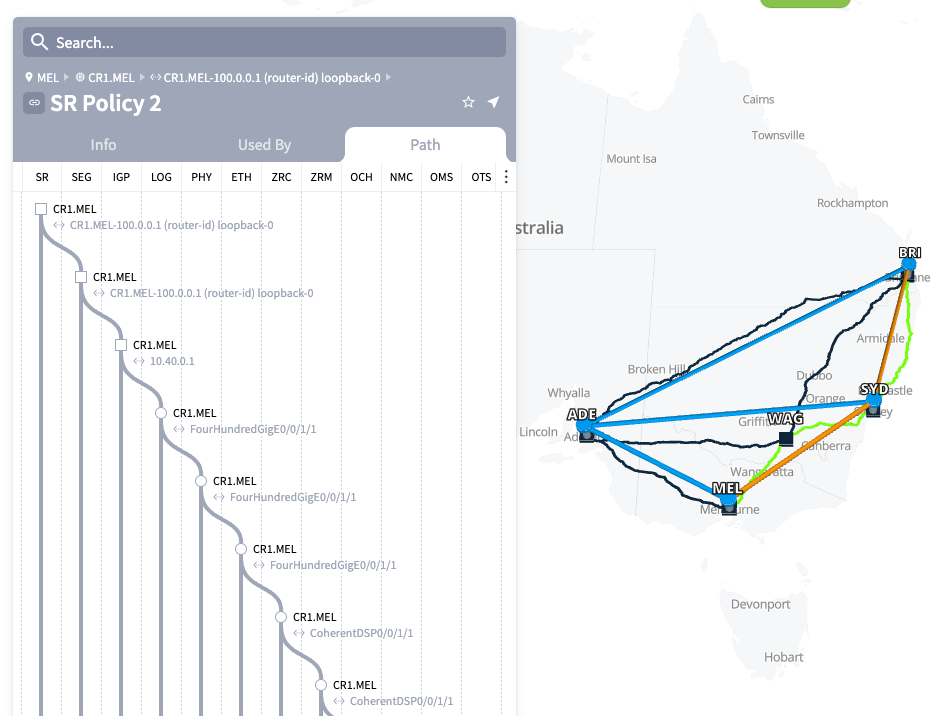 Search...
MEL CR1.MEL CR1.MEL-100.0.0.1 (router-id) loopback-0
SR Policy 2
Info Used By Path
SR SEG IGP LOG PHY ETH ZRC ZRM OCH NMC OMS OTS
CR1.MEL
CR1.MEL-100.0.0.1 (router-id) loopback-0
CR1.MEL
CR1.MEL-100.0.0.1 (router-id) loopback-0
CR1.MEL
10.40.0.1
CR1.MEL
FourHundredGigE0/0/1/1
CR1.MEL
FourHundredGigE0/0/1/1
CR1.MEL
FourHundredGigE0/0/1/1
CR1.MEL
CoherentDSP0/0/1/1
CR1.MEL
CoherentDSP0/0/1/1
Cairns
Townsville
Mount Isa
Rockhampton
stralia
BRI
Armidale
Broken Hill
Dubbo
Whyalla
SYD
Orange
ADE
WAG
Lincoln
Canberra
MEL
Devonport
Hobart